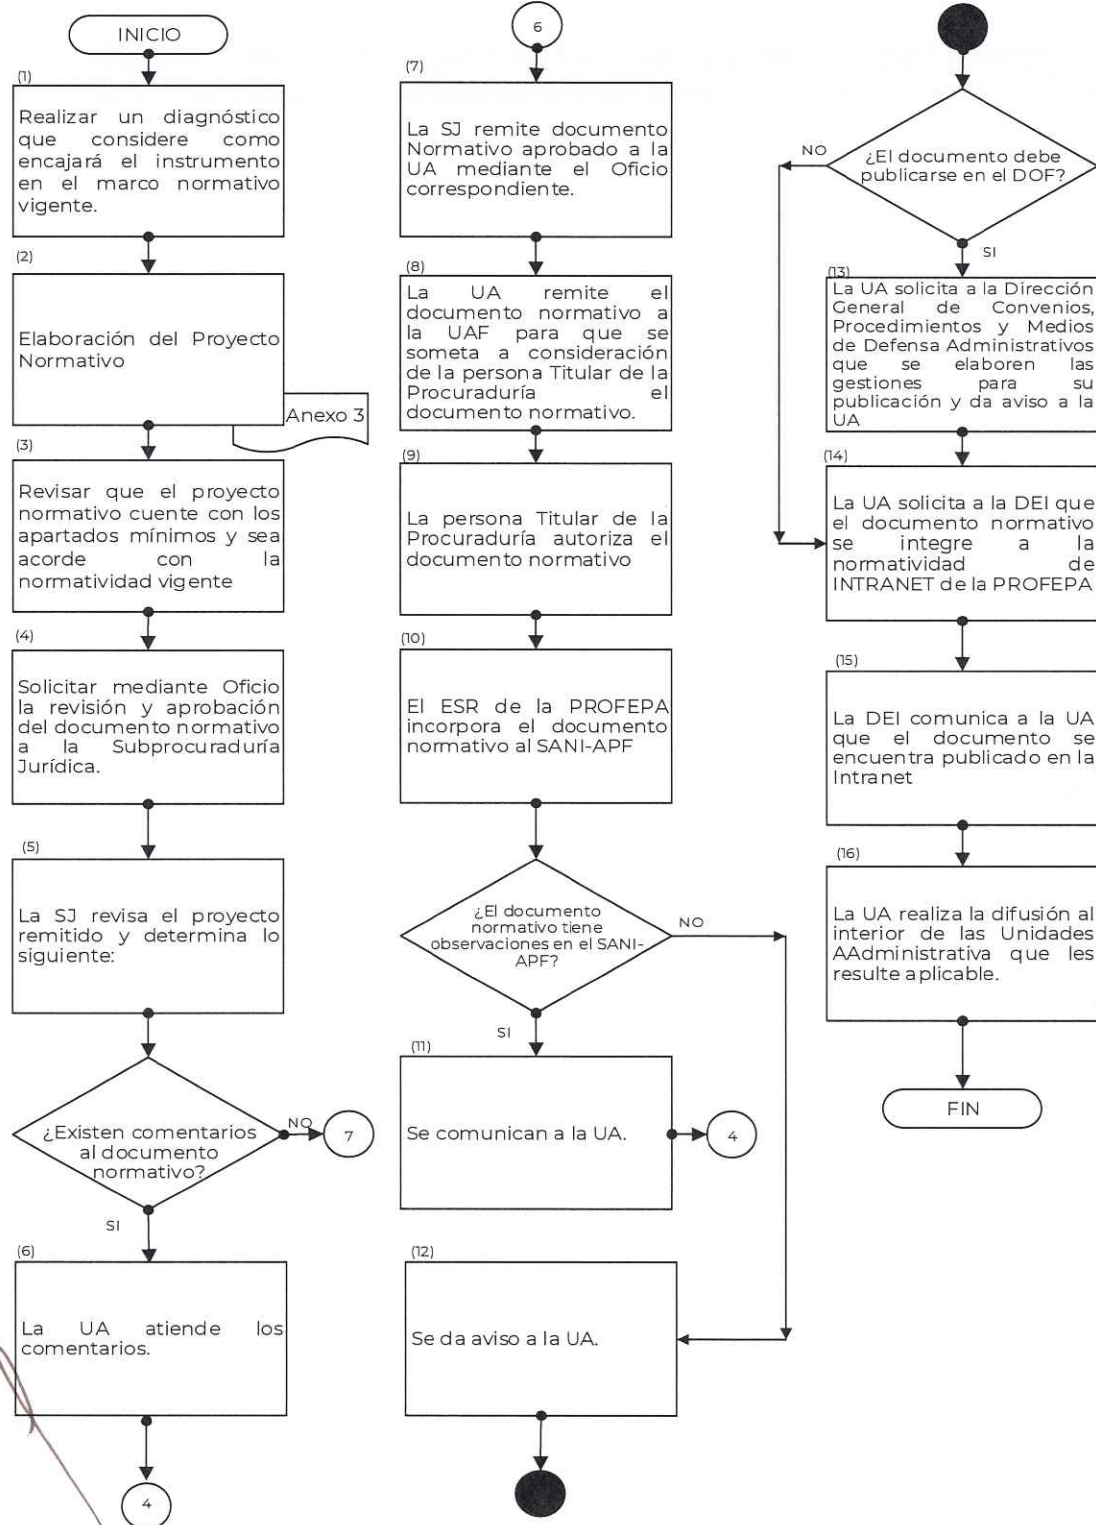 INICIO
(1)
Realizar un diagnóstico
que considere como
encajará el instrumento
en el marco normativo
vigente.
(2)
Elaboración del Proyecto
Normativo
Anexo 3
(3)
Revisar que el proyecto
normativo cuente con los
apartados mínimos y sea
acorde con la
normatividad vigente
(4)
Solicitar mediante Oficio
la revisión y aprobación
del documento normativo
a la Subprocuraduría
Jurídica.
(5)
La SJ revisa el proyecto
remitido y determina lo
siguiente:
¿Existen comentarios
al documento
normativo?
NO
7
SI
(6)
La UA atiende los
comentarios.
4
6
(7)
La SJ remite documento
Normativo aprobado a la
UA mediante el Oficio
correspondiente.
(8)
La UA remite el
documento normativo a
la UAF para que se
someta a consideración
de la persona Titular de la
Procuraduría el
documento normativo.
(9)
La persona Titular de la
Procuraduría autoriza el
documento normativo
(10)
El ESR de la PROFEPA
incorpora el documento
normativo al SANI-APF
¿El documento
normativo tiene
observaciones en el SANI-
APF?
NO
SI
(11)
Se comunican a la UA.
4
(12)
Se da aviso a la UA.
¿El documento debe
publicarse en el DOF?
NO
SI
(13)
La UA solicita a la Dirección
General de Convenios,
Procedimientos y Medios
de Defensa Administrativos
que se elaboren las
gestiones para su
publicación y da aviso a la
UA
(14)
La UA solicita a la DEI que
el documento normativo
se integre a la
normatividad de
INTRANET de la PROFEPA
(15)
La DEI comunica a la UA
que el documento se
encuentra publicado en la
Intranet
(16)
La UA realiza la difusión al
interior de las Unidades
AAdministrativa que les
resulte aplicable.
FIN